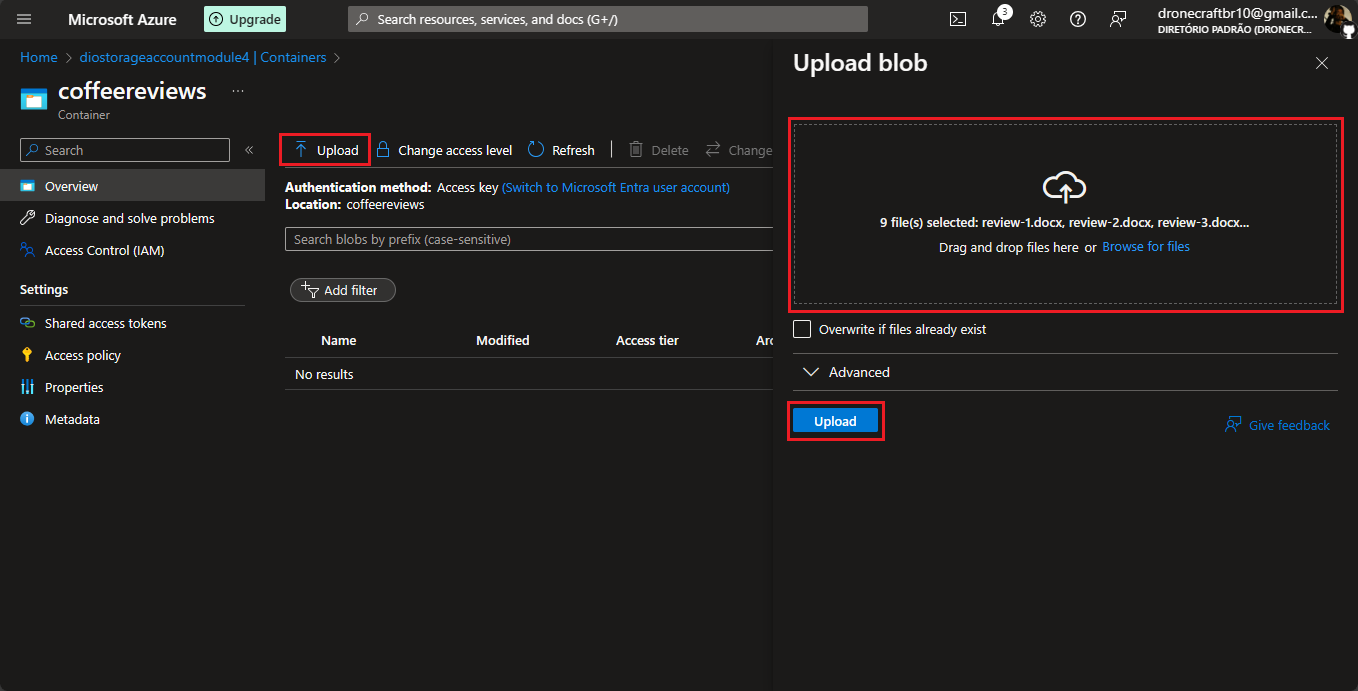 Microsoft Azure
Upgrade
Search resources, services, and docs (G+/)
3
dronecraftbr10@gmail.c...
DIRETÓRIO PADRÃO (DRONECR...
Home > diostorageaccountmodule4 | Containers >
coffeereviews ...
Container
Search
«
Overview
Diagnose and solve problems
Access Control (IAM)
Settings
Shared access tokens
Access policy
Properties
Metadata
Upload
Change access level
Refresh
Delete
Change
Authentication method: Access key (Switch to Microsoft Entra user account)
Location: coffeereviews
Search blobs by prefix (case-sensitive)
Add filter
Name Modified Access tier Arc
No results
Upload blob
9 file(s) selected: review-1.docx, review-2.docx, review-3.docx...
Drag and drop files here or Browse for files
Overwrite if files already exist
Advanced
Upload
Give feedback